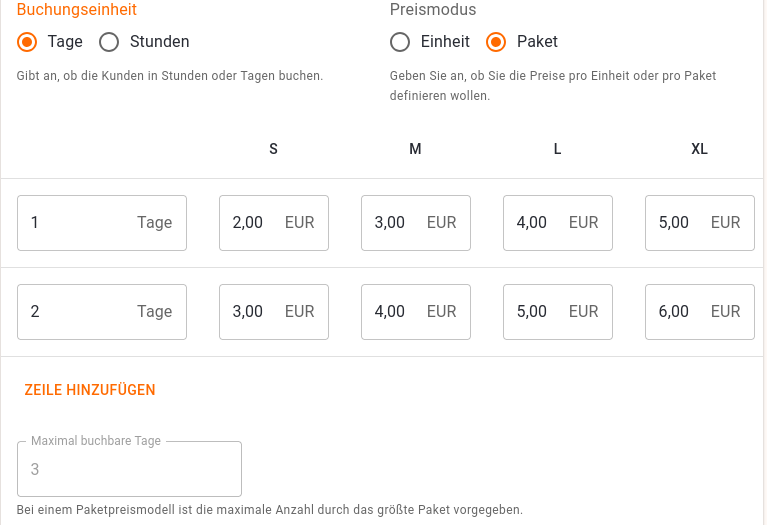 Buchungseinheit Preismodus
Tage Stunden Einheit Paket
Gibt an, ob die Kunden in Stunden oder Tagen buchen. Geben Sie an, ob Sie die Preise pro Einheit oder pro Paket
definieren wollen.
S M L XL
1 Tage 2,00 EUR 3,00 EUR 4,00 EUR 5,00 EUR
2 Tage 3,00 EUR 4,00 EUR 5,00 EUR 6,00 EUR
ZEILE HINZUFÜGEN
Maximal buchbare Tage
3
Bei einem Paketpreismodell ist die maximale Anzahl durch das größte Paket vorgegeben.